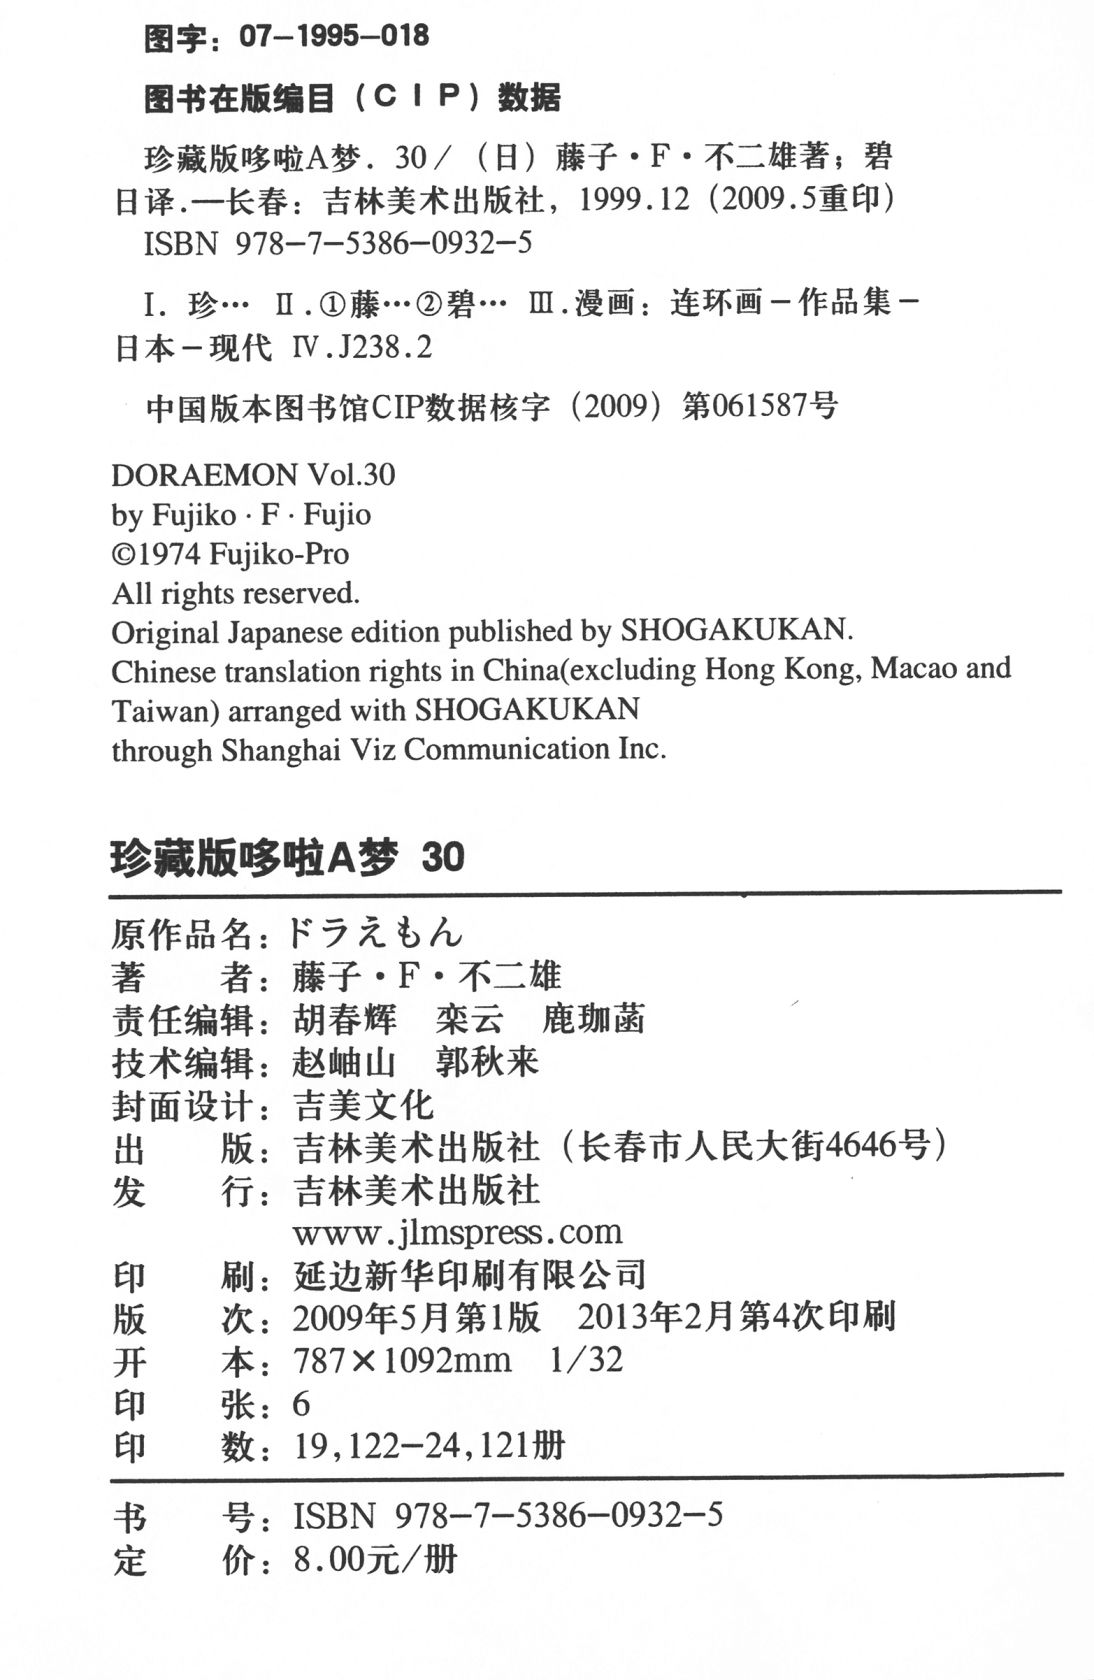 图字：07-1995-018
图书在版编目（CIP）数据
珍藏版哆啦A梦．30／（日）藤子·F·不二雄著；碧
日译.—长春：吉林美术出版社，1999.12（2009.5重印）
ISBN 978-7-5386-0932-5
Ⅰ. 珍… Ⅱ.①藤…②碧… Ⅲ.漫画：连环画－作品集－
日本－现代 Ⅳ.J238.2
中国版本图书馆CIP数据核字（2009）第061587号
DORAEMON Vol.30
by Fujiko · F · Fujio
©1974 Fujiko-Pro
All rights reserved.
Original Japanese edition published by SHOGAKUKAN.
Chinese translation rights in China(excluding Hong Kong, Macao and
Taiwan) arranged with SHOGAKUKAN
through Shanghai Viz Communication Inc.
珍藏版哆啦A梦 30
原作品名：ドラえもん
著　　者：藤子·F·不二雄
责任编辑：胡春辉　栾云　鹿珈菡
技术编辑：赵岫山　郭秋来
封面设计：吉美文化
出　　版：吉林美术出版社（长春市人民大街4646号）
发　　行：吉林美术出版社
www.jlmspress.com
印　　刷：延边新华印刷有限公司
版　　次：2009年5月第1版　2013年2月第4次印刷
开　　本：787×1092mm　1/32
印　　张：6
印　　数：19,122—24,121册
书　　号：ISBN 978-7-5386-0932-5
定　　价：8.00元/册